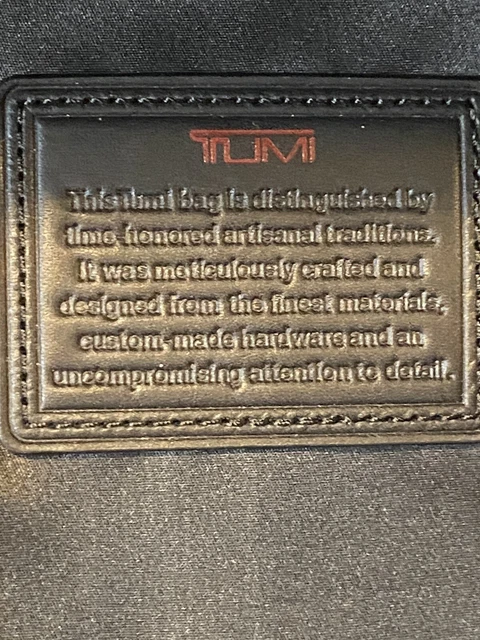 TUMI
This Tumi bag is distinguished by
time-honored artisanal traditions.
It was meticulously crafted and
designed from the finest materials,
custom-made hardware and an
uncompromising attention to detail.